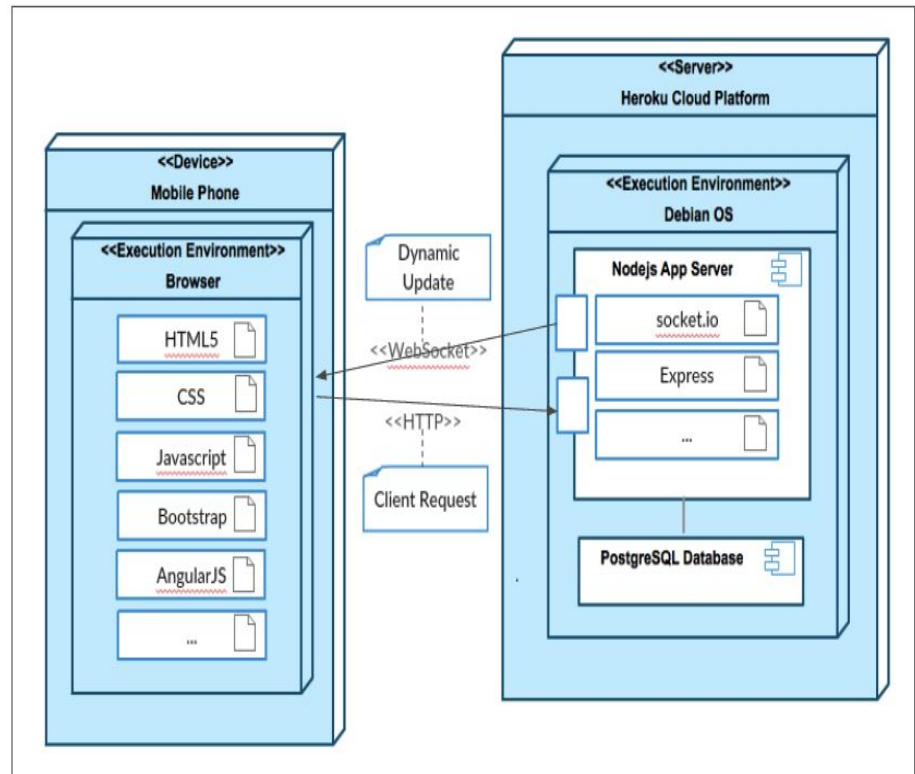 <<Server>>
Heroku Cloud Platform
<<Device>>
Mobile Phone
<<Execution Environment>>
Browser
HTML5
CSS
Javascript
Bootstrap
AngularJS
...
Dynamic
Update
<<WebSocket>>
<<HTTP>>
Client Request
<<Execution Environment>>
Debian OS
Nodejs App Server
socket.io
Express
...
PostgreSQL Database